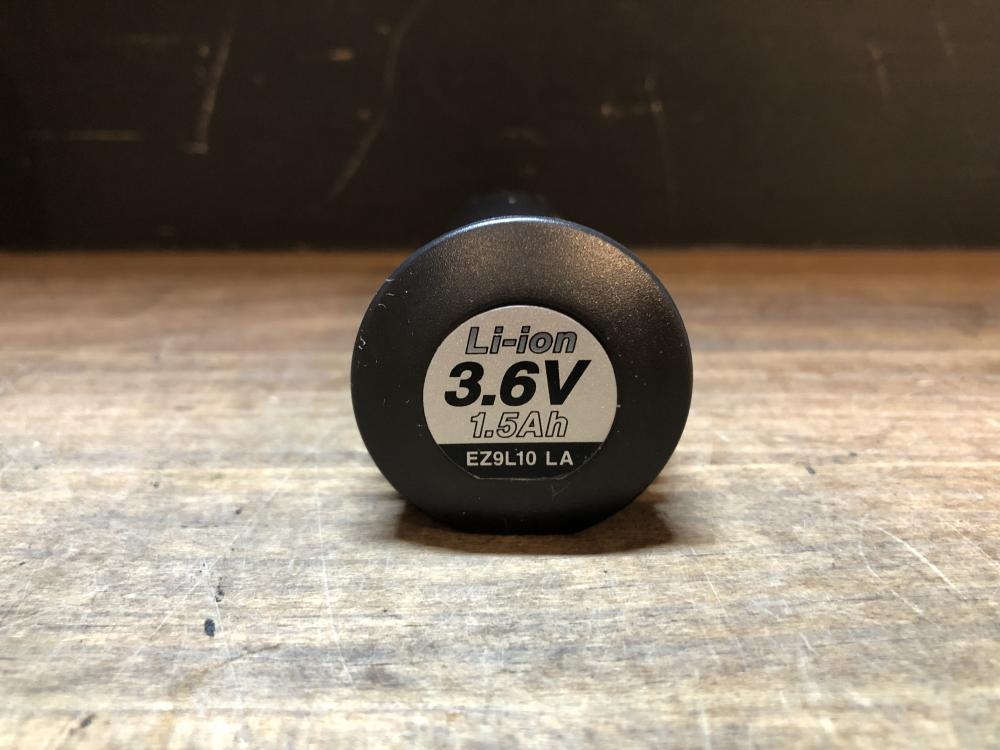 Li-ion
3.6V
1.5Ah
EZ9L10 LA